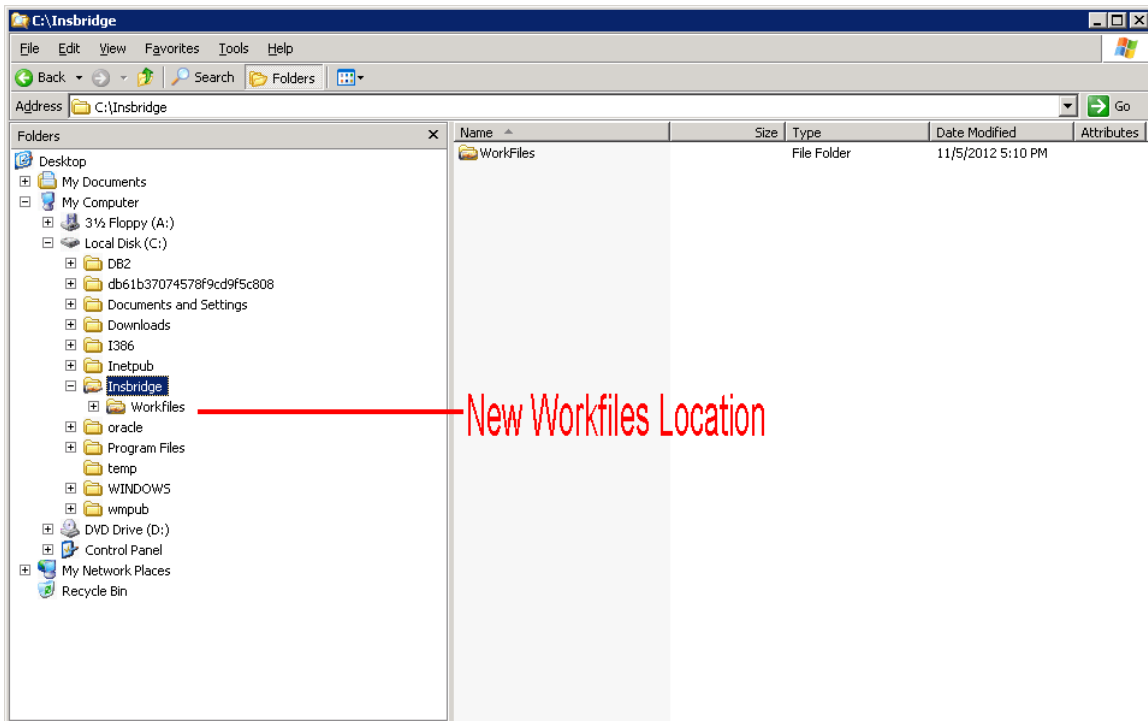 C:\Insbridge
File Edit View Favorites Tools Help
Back Search Folders
Address C:\Insbridge Go
Folders x
Name Size Type Date Modified Attributes
WorkFiles File Folder 11/5/2012 5:10 PM
Desktop
My Documents
My Computer
3½ Floppy (A:)
Local Disk (C:)
DB2
db61b37074578f9cd9f5c808
Documents and Settings
Downloads
I386
Inetpub
Insbridge
Workfiles
New Workfiles Location
oracle
Program Files
temp
WINDOWS
wmpub
DVD Drive (D:)
Control Panel
My Network Places
Recycle Bin